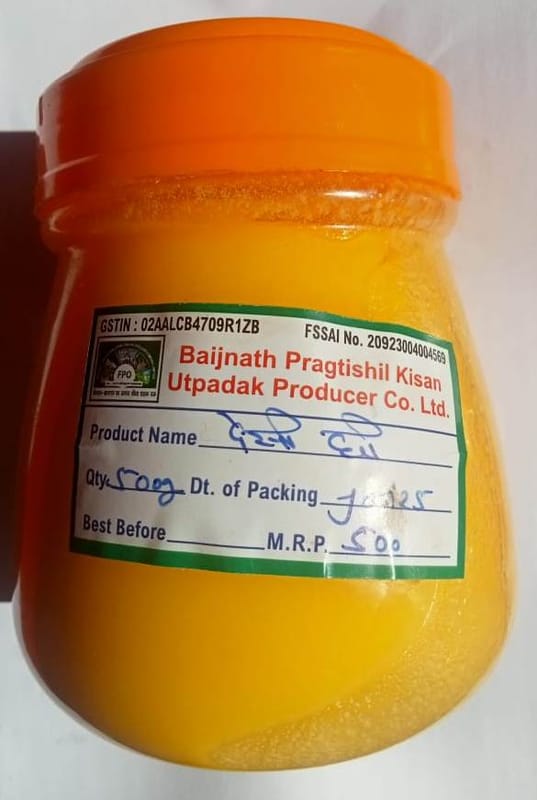 GSTIN : 02AALCB4709R1ZB FSSAI No. 20923004004569
FPO
Baijnath Pragtishil Kisan
Utpadak Producer Co. Ltd.
Product Name देसी घी
Qty. 500g Dt. of Packing
Best Before M.R.P. 500